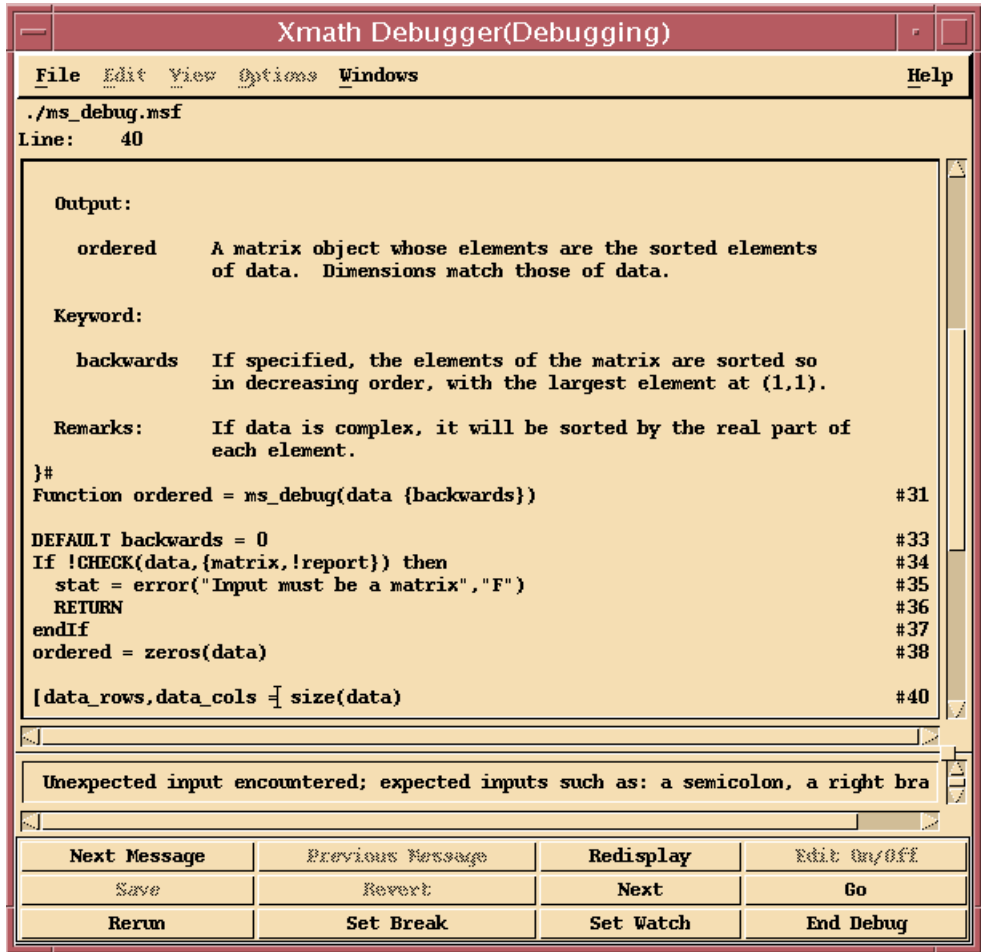 Xmath Debugger(Debugging)
File Edit View Options Windows Help
./ms_debug.msf
Line: 40
Output:
ordered A matrix object whose elements are the sorted elements
of data. Dimensions match those of data.
Keyword:
backwards If specified, the elements of the matrix are sorted so
in decreasing order, with the largest element at (1,1).
Remarks: If data is complex, it will be sorted by the real part of
each element.
}#
Function ordered = ms_debug(data {backwards}) #31
DEFAULT backwards = 0 #33
If !CHECK(data,{matrix,!report}) then #34
stat = error("Input must be a matrix","F") #35
RETURN #36
endIf #37
ordered = zeros(data) #38
[data_rows,data_cols = size(data) #40
Unexpected input encountered; expected inputs such as: a semicolon, a right bra
Next Message Previous Message Redisplay Edit On/Off
Save Revert Next Go
Rerun Set Break Set Watch End Debug